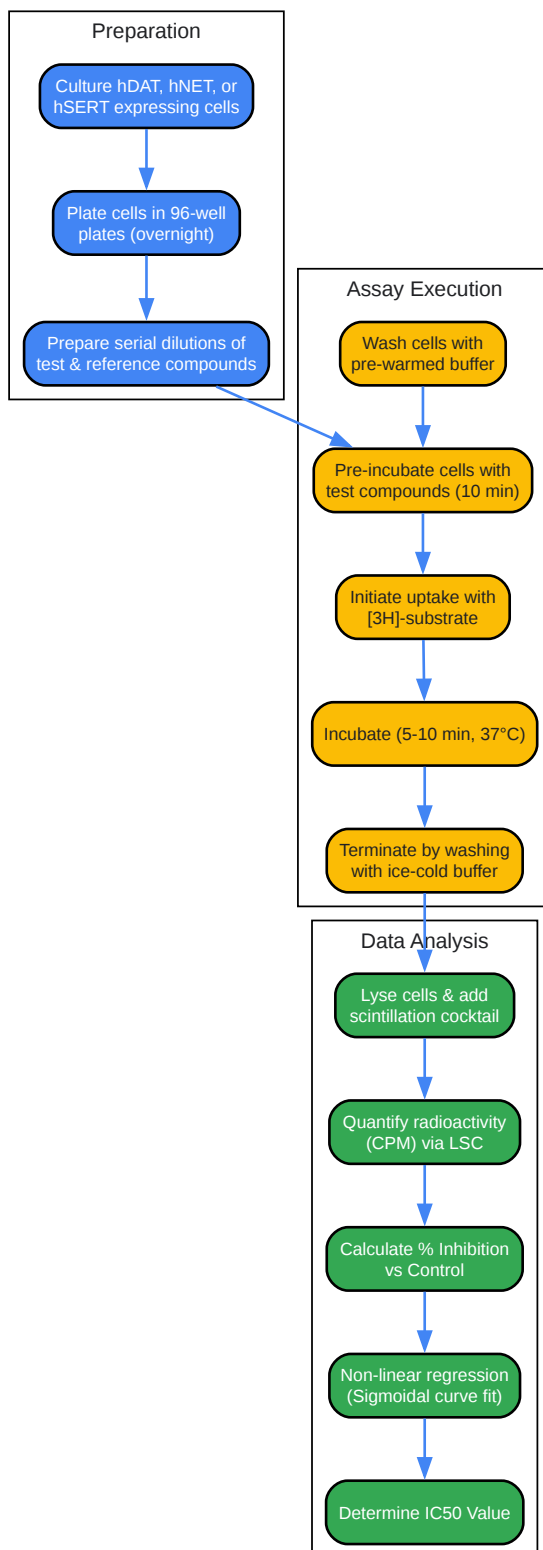 Preparation
Culture hDAT, hNET, or
hSERT expressing cells
Plate cells in 96-well
plates (overnight)
Prepare serial dilutions of
test & reference compounds
Assay Execution
Wash cells with
pre-warmed buffer
Pre-incubate cells with
test compounds (10 min)
Initiate uptake with
[3H]-substrate
Incubate (5-10 min, 37°C)
Terminate by washing
with ice-cold buffer
Data Analysis
Lyse cells & add
scintillation cocktail
Quantify radioactivity
(CPM) via LSC
Calculate % Inhibition
vs Control
Non-linear regression
(Sigmoidal curve fit)
Determine IC50 Value